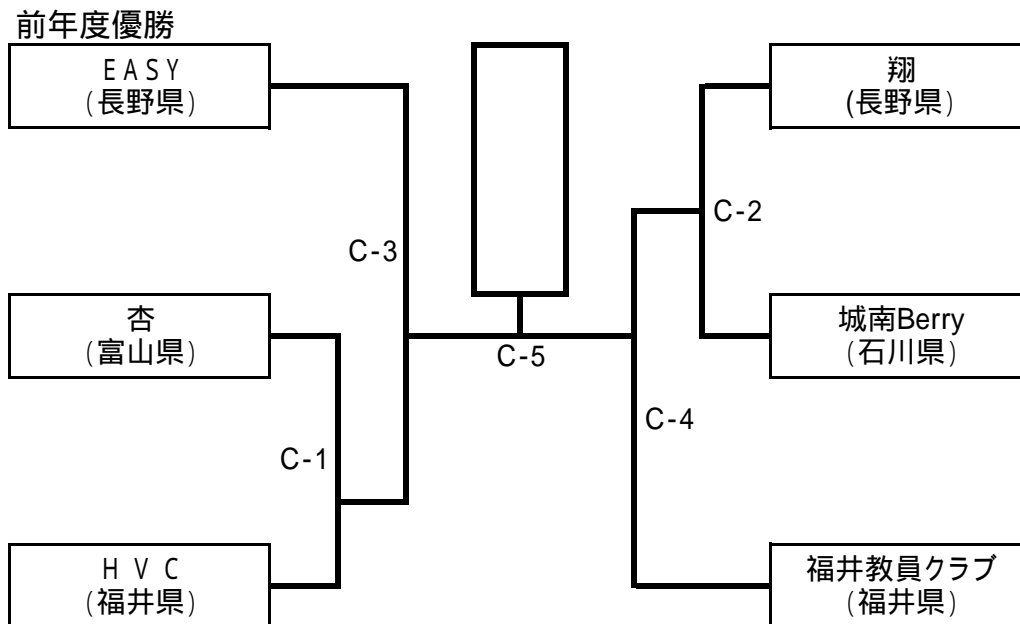 前年度優勝
ＥＡＳＹ
(長野県)
翔
(長野県)
C-2
C-3
杏
(富山県)
城南Berry
(石川県)
C-5
C-4
C-1
Ｈ Ｖ Ｃ
(福井県)
福井教員クラブ
(福井県)